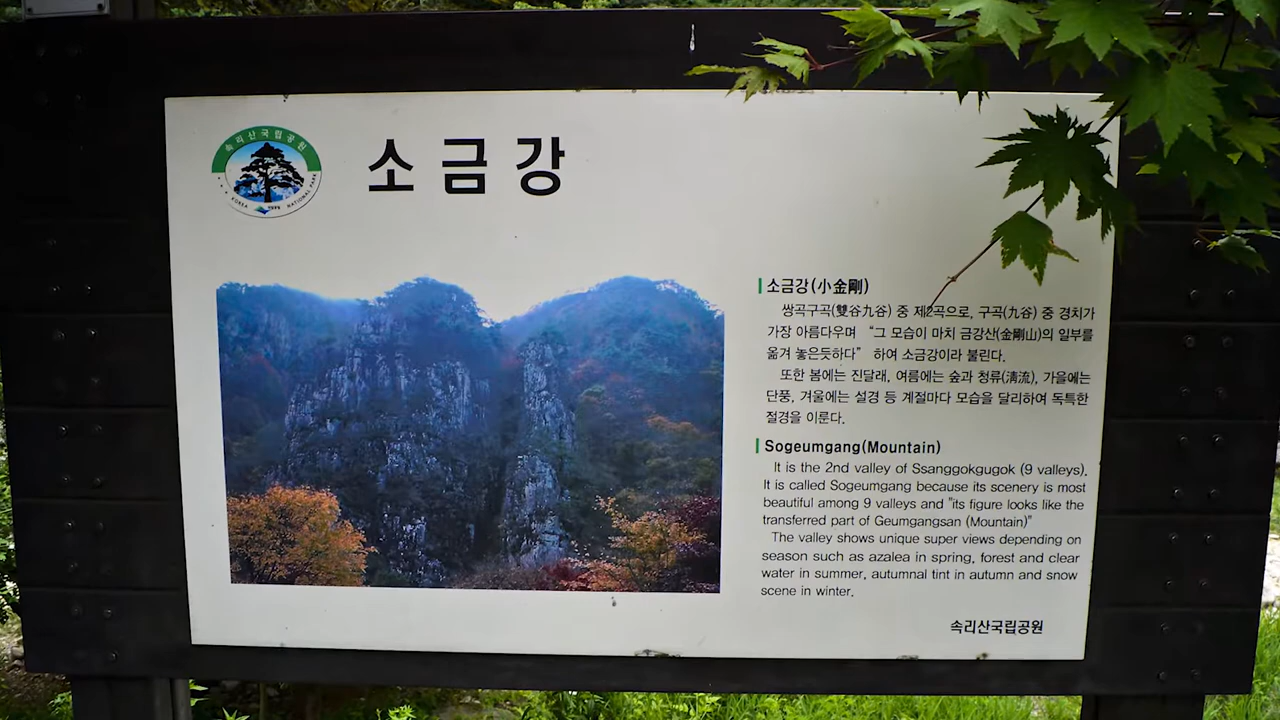 속리산국립공원
KOREA NATIONAL PARK
소금강
소금강(小金剛)
쌍곡구곡(雙谷九谷) 중 제2곡으로, 구곡(九谷) 중 경치가
가장 아름다우며 “그 모습이 마치 금강산(金剛山)의 일부를
옮겨 놓은듯하다” 하여 소금강이라 불린다.
또한 봄에는 진달래, 여름에는 숲과 청류(淸流), 가을에는
단풍, 겨울에는 설경 등 계절마다 모습을 달리하여 독특한
절경을 이룬다.
Sogeumgang(Mountain)
It is the 2nd valley of Ssanggokgugok (9 valleys).
It is called Sogeumgang because its scenery is most
beautiful among 9 valleys and "its figure looks like the
transferred part of Geumgangsan (Mountain)"
The valley shows unique super views depending on
season such as azalea in spring, forest and clear
water in summer, autumnal tint in autumn and snow
scene in winter.
속리산국립공원